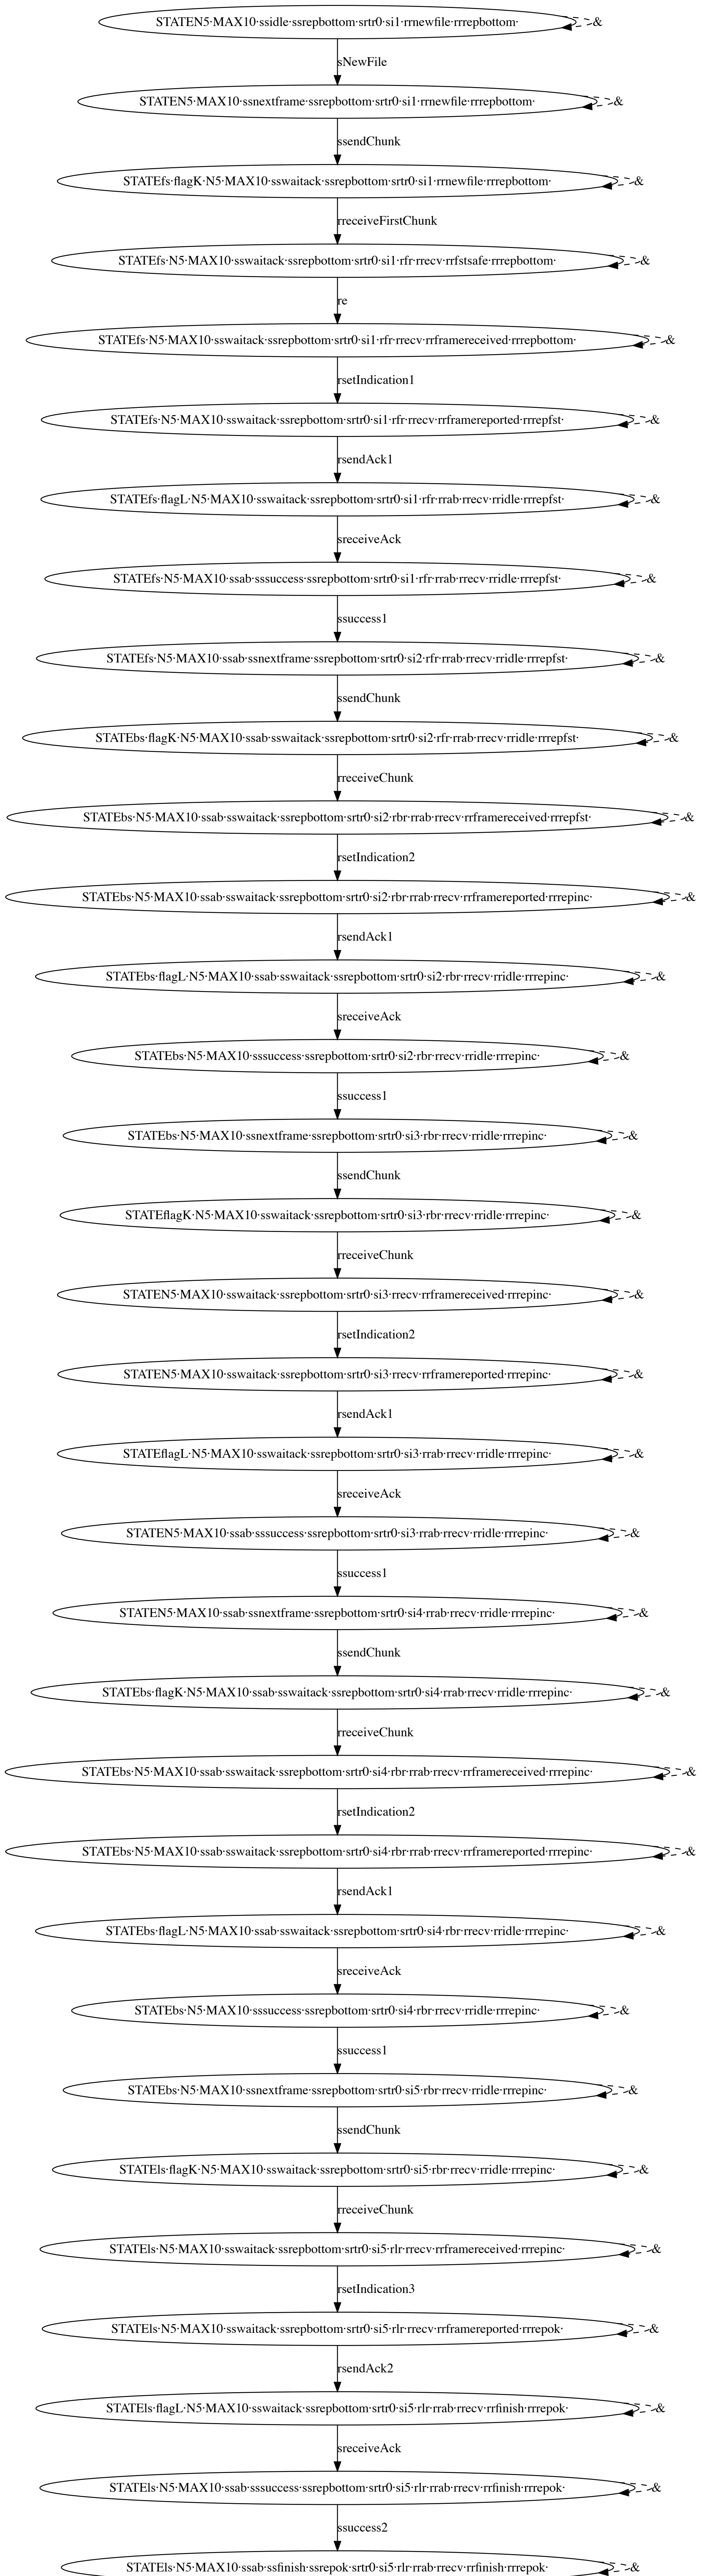 STATEN5·MAX10·ssidle·ssrepbottom·srtr0·si1·rrnewfile·rrrepbottom·
&
sNewFile
STATEN5·MAX10·ssnextframe·ssrepbottom·srtr0·si1·rrnewfile·rrrepbottom·
&
ssendChunk
STATEfs·flagK·N5·MAX10·sswaitack·ssrepbottom·srtr0·si1·rrnewfile·rrrepbottom·
&
rreceiveFirstChunk
STATEfs·N5·MAX10·sswaitack·ssrepbottom·srtr0·si1·rfr·rrecv·rrfstsafe·rrrepbottom·
&
re
STATEfs·N5·MAX10·sswaitack·ssrepbottom·srtr0·si1·rfr·rrecv·rrframereceived·rrrepbottom·
&
rsetIndication1
STATEfs·N5·MAX10·sswaitack·ssrepbottom·srtr0·si1·rfr·rrecv·rrframereported·rrrepfst·
&
rsendAck1
STATEfs·flagL·N5·MAX10·sswaitack·ssrepbottom·srtr0·si1·rfr·rrab·rrecv·rridle·rrrepfst·
&
sreceiveAck
STATEfs·N5·MAX10·ssab·sssuccess·ssrepbottom·srtr0·si1·rfr·rrab·rrecv·rridle·rrrepfst·
&
ssuccess1
STATEfs·N5·MAX10·ssab·ssnextframe·ssrepbottom·srtr0·si2·rfr·rrab·rrecv·rridle·rrrepfst·
&
ssendChunk
STATEbs·flagK·N5·MAX10·ssab·sswaitack·ssrepbottom·srtr0·si2·rfr·rrab·rrecv·rridle·rrrepfst·
&
rreceiveChunk
STATEbs·N5·MAX10·ssab·sswaitack·ssrepbottom·srtr0·si2·rbr·rrab·rrecv·rrframereceived·rrrepfst·
&
rsetIndication2
STATEbs·N5·MAX10·ssab·sswaitack·ssrepbottom·srtr0·si2·rbr·rrab·rrecv·rrframereported·rrrepinc·
&
rsendAck1
STATEbs·flagL·N5·MAX10·ssab·sswaitack·ssrepbottom·srtr0·si2·rbr·rrecv·rridle·rrrepinc·
&
sreceiveAck
STATEbs·N5·MAX10·sssuccess·ssrepbottom·srtr0·si2·rbr·rrecv·rridle·rrrepinc·
&
ssuccess1
STATEbs·N5·MAX10·ssnextframe·ssrepbottom·srtr0·si3·rbr·rrecv·rridle·rrrepinc·
&
ssendChunk
STATEflagK·N5·MAX10·sswaitack·ssrepbottom·srtr0·si3·rbr·rrecv·rridle·rrrepinc·
&
rreceiveChunk
STATEN5·MAX10·sswaitack·ssrepbottom·srtr0·si3·rrecv·rrframereceived·rrrepinc·
&
rsetIndication2
STATEN5·MAX10·sswaitack·ssrepbottom·srtr0·si3·rrecv·rrframereported·rrrepinc·
&
rsendAck1
STATEflagL·N5·MAX10·sswaitack·ssrepbottom·srtr0·si3·rrab·rrecv·rridle·rrrepinc·
&
sreceiveAck
STATEN5·MAX10·ssab·sssuccess·ssrepbottom·srtr0·si3·rrab·rrecv·rridle·rrrepinc·
&
ssuccess1
STATEN5·MAX10·ssab·ssnextframe·ssrepbottom·srtr0·si4·rrab·rrecv·rridle·rrrepinc·
&
ssendChunk
STATEbs·flagK·N5·MAX10·ssab·sswaitack·ssrepbottom·srtr0·si4·rrab·rrecv·rridle·rrrepinc·
&
rreceiveChunk
STATEbs·N5·MAX10·ssab·sswaitack·ssrepbottom·srtr0·si4·rbr·rrab·rrecv·rrframereceived·rrrepinc·
&
rsetIndication2
STATEbs·N5·MAX10·ssab·sswaitack·ssrepbottom·srtr0·si4·rbr·rrab·rrecv·rrframereported·rrrepinc·
&
rsendAck1
STATEbs·flagL·N5·MAX10·ssab·sswaitack·ssrepbottom·srtr0·si4·rbr·rrecv·rridle·rrrepinc·
&
sreceiveAck
STATEbs·N5·MAX10·sssuccess·ssrepbottom·srtr0·si4·rbr·rrecv·rridle·rrrepinc·
&
ssuccess1
STATEbs·N5·MAX10·ssnextframe·ssrepbottom·srtr0·si5·rbr·rrecv·rridle·rrrepinc·
&
ssendChunk
STATEls·flagK·N5·MAX10·sswaitack·ssrepbottom·srtr0·si5·rbr·rrecv·rridle·rrrepinc·
&
rreceiveChunk
STATEls·N5·MAX10·sswaitack·ssrepbottom·srtr0·si5·rlr·rrecv·rrframereceived·rrrepinc·
&
rsetIndication3
STATEls·N5·MAX10·sswaitack·ssrepbottom·srtr0·si5·rlr·rrecv·rrframereported·rrrepok·
&
rsendAck2
STATEls·flagL·N5·MAX10·sswaitack·ssrepbottom·srtr0·si5·rlr·rrab·rrecv·rrfinish·rrrepok·
&
sreceiveAck
STATEls·N5·MAX10·ssab·sssuccess·ssrepbottom·srtr0·si5·rlr·rrab·rrecv·rrfinish·rrrepok·
&
ssuccess2
STATEls·N5·MAX10·ssab·ssfinish·ssrepok·srtr0·si5·rlr·rrab·rrecv·rrfinish·rrrepok·
&